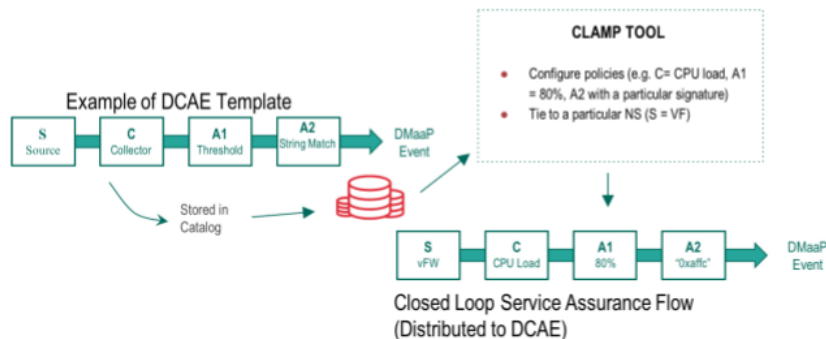 CLAMP TOOL
Configure policies (e.g. C= CPU load, A1
= 80%, A2 with a particular signature)
Tie to a particular NS (S = VF)
Example of DCAE Template
S
Source
C
Collector
A1
Threshold
A2
String Match
DMaaP
Event
Stored in
Catalog
S
vFW
C
CPU Load
A1
80%
A2
"0xaffc"
DMaaP
Event
Closed Loop Service Assurance Flow
(Distributed to DCAE)